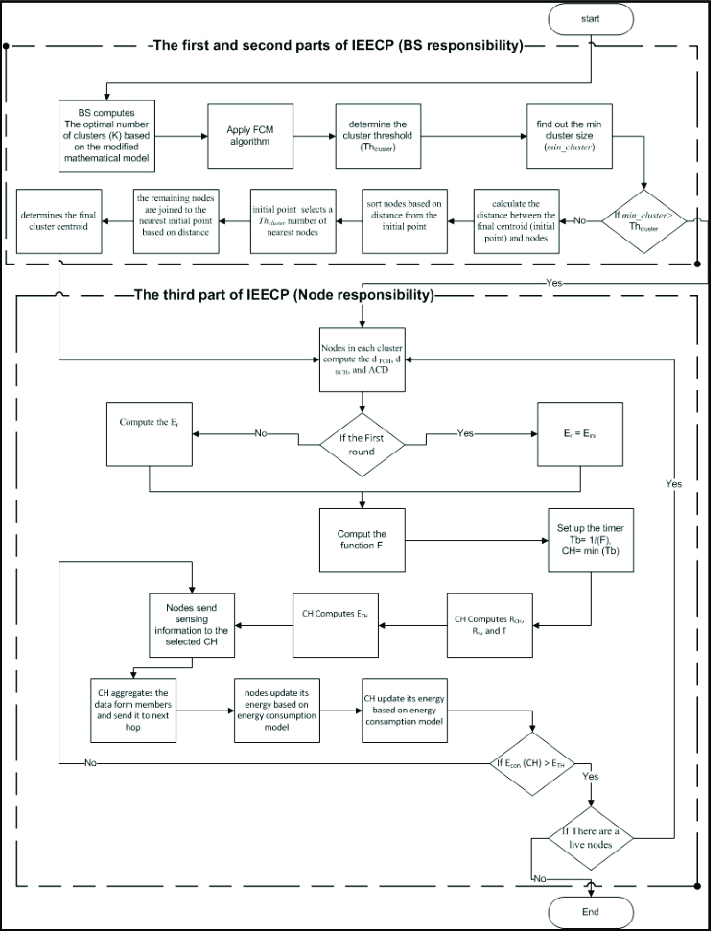 start
The first and second parts of IEECP (BS responsibility)
BS computes
The optimal number
of clusters (K) based
on the modified
mathematical model
Apply FCM
algorithm
determine the
cluster threshold
(Thcluster)
find out the min
cluster size
(min_cluster)
If min_cluster>
Thcluster
No
calculate the
distance between the
final centroid (initial
point) and nodes
sort nodes based on
distance from the
initial point
initial point selects a
Thcluster number of
nearest nodes
the remaining nodes
are joined to the
nearest initial point
based on distance
determines the final
cluster centroid
Yes
The third part of IEECP (Node responsibility)
Nodes in each cluster
compute the d FCH, d
BCH, and ACD
If the First
round
No
Compute the Er
Yes
Er = Eini
Yes
Comput the
function F
Set up the timer
Tb= 1/(F),
CH= min (Tb)
CH Computes RCH,
and T
CH Computes ETH
Nodes send
sensing
information to the
selected CH
CH aggregates the
data form members
and send it to next
hop
nodes update its
energy based on
energy consumption
model
CH update its energy
based on energy
consumption model
If Econ (CH) >ETH
No
Yes
If There are a
live nodes
No
End